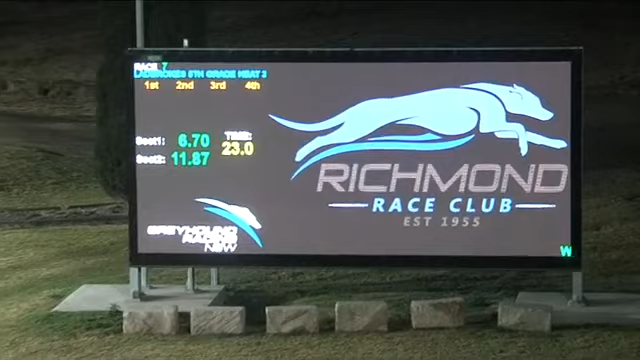 RACE 7
LADBROKES 5TH GRADE HEAT 3
1st 2nd 3rd 4th
Sect1: 6.70
Sect2: 11.87
TIME:
23.0
GREYHOUND
RACING
NSW
RICHMOND
RACE CLUB
EST 1955
W